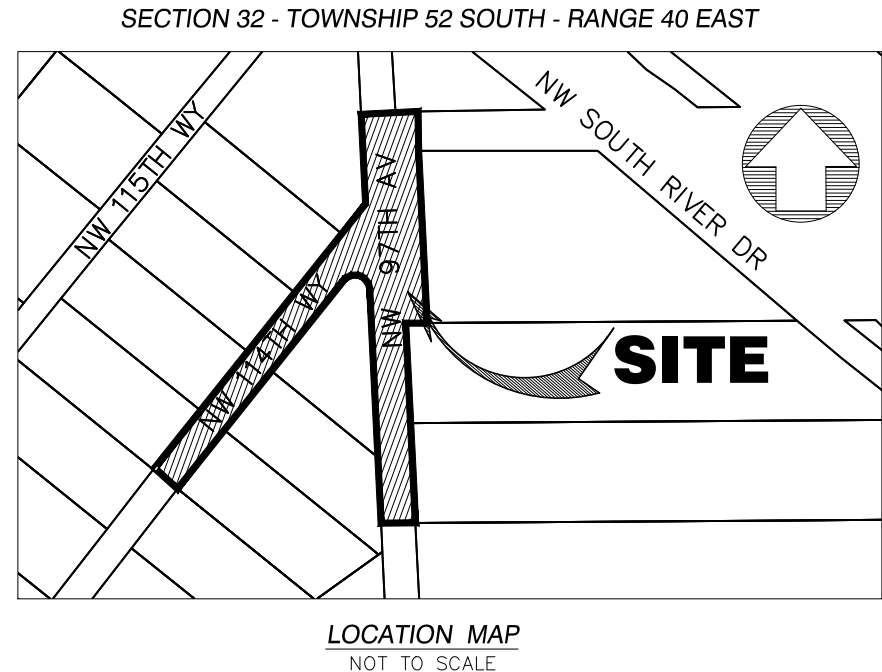 SECTION 32 - TOWNSHIP 52 SOUTH - RANGE 40 EAST
NW 115TH WY
NW SOUTH RIVER DR
NW 97TH AV
NW 114TH WY
SITE
LOCATION MAP
NOT TO SCALE